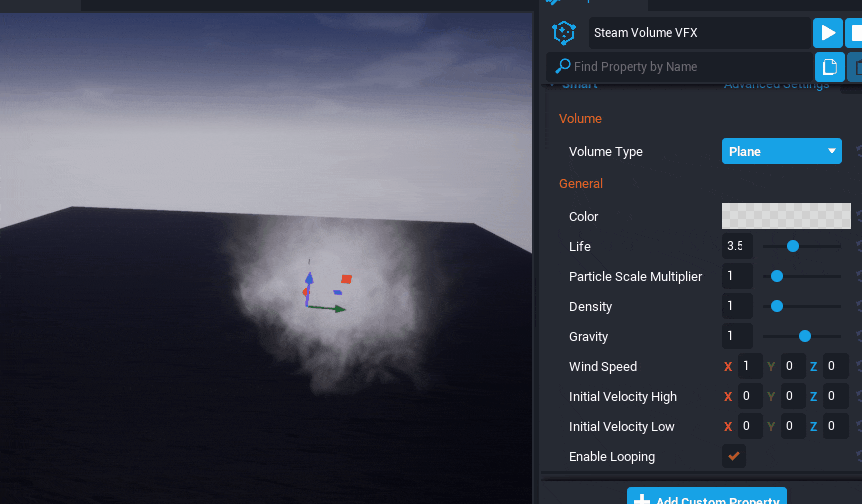 Steam Volume VFX
Find Property by Name
Smart Advanced Settings
Volume
Volume Type Plane
General
Color
Life 3.5
Particle Scale Multiplier 1
Density 1
Gravity 1
Wind Speed X 1 Y 0 Z 0
Initial Velocity High X 0 Y 0 Z 0
Initial Velocity Low X 0 Y 0 Z 0
Enable Looping
Add Custom Property